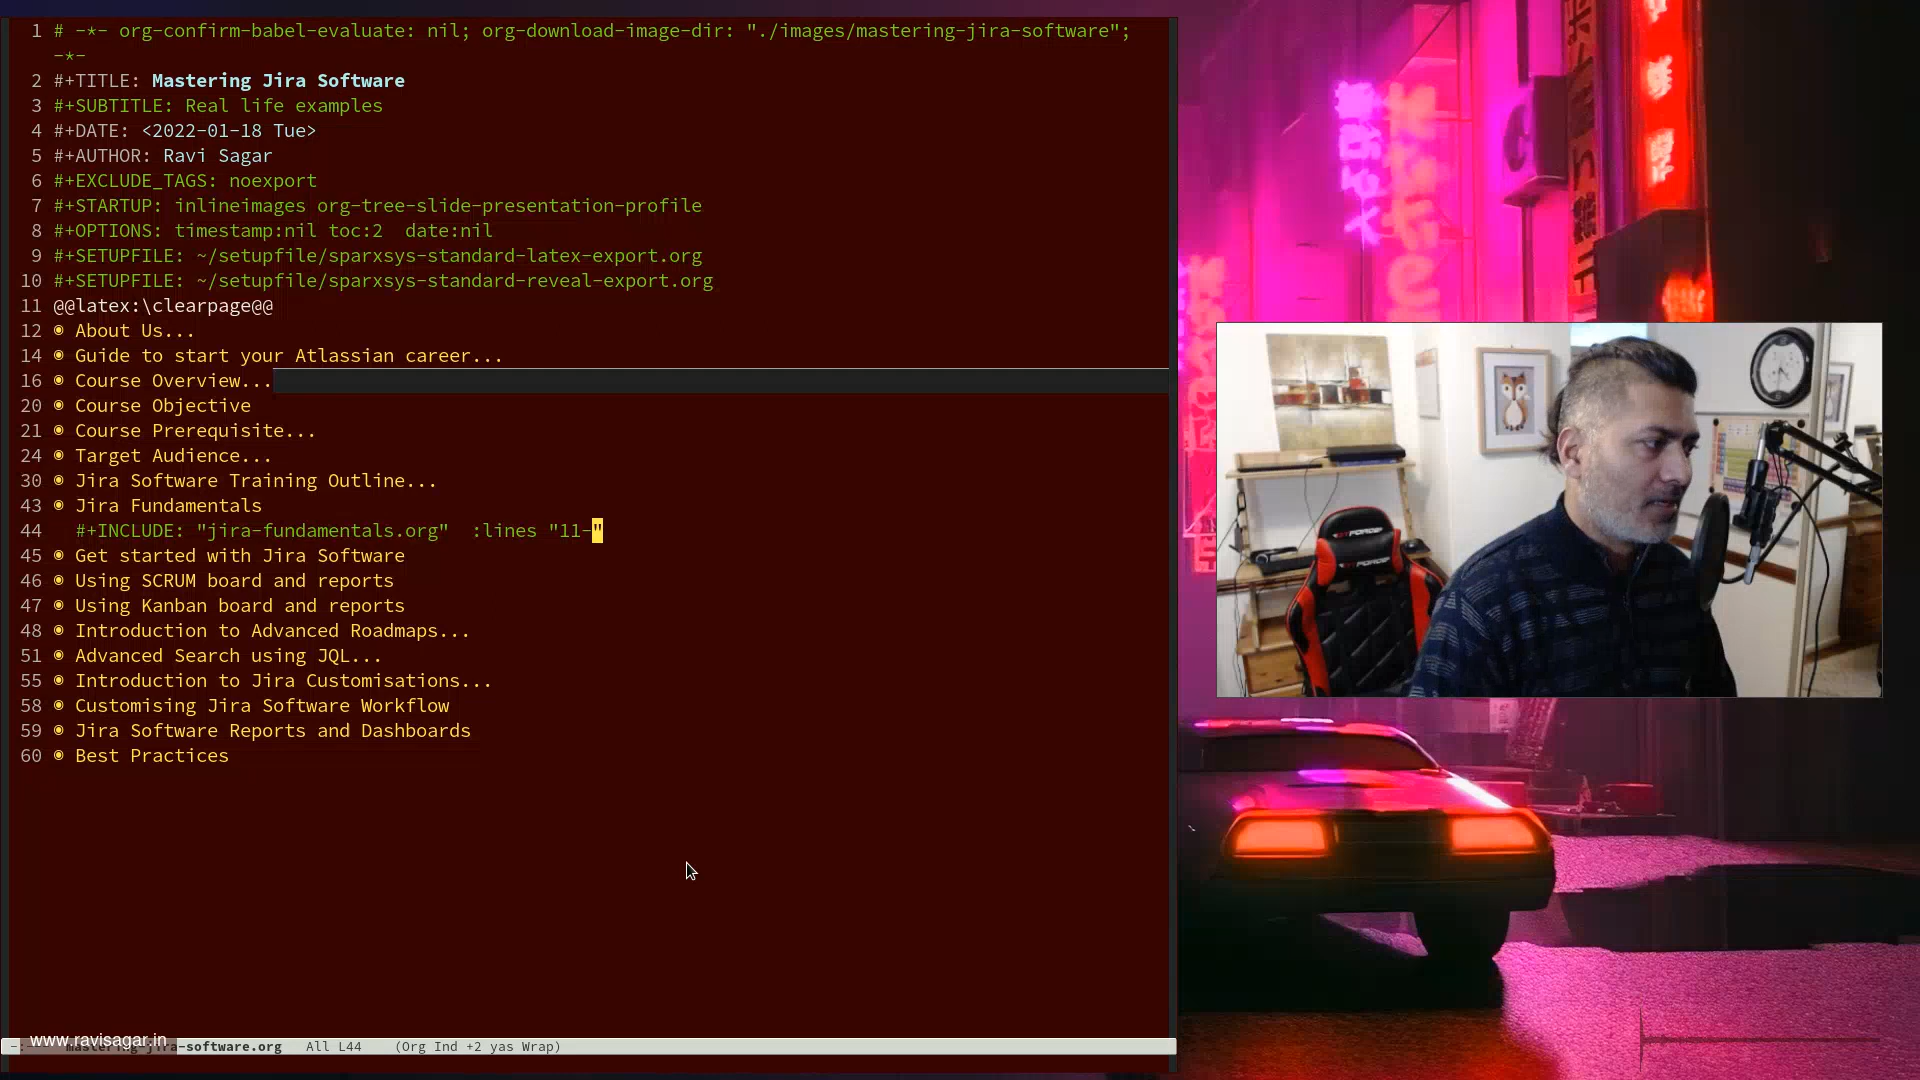 1 # -*- org-confirm-babel-evaluate: nil; org-download-image-dir: "./images/mastering-jira-software";
-*-
2 #+TITLE: Mastering Jira Software
3 #+SUBTITLE: Real life examples
4 #+DATE: <2022-01-18 Tue>
5 #+AUTHOR: Ravi Sagar
6 #+EXCLUDE_TAGS: noexport
7 #+STARTUP: inlineimages org-tree-slide-presentation-profile
8 #+OPTIONS: timestamp:nil toc:2  date:nil
9 #+SETUPFILE: ~/setupfile/sparxsys-standard-latex-export.org
10 #+SETUPFILE: ~/setupfile/sparxsys-standard-reveal-export.org
11 @@latex:\clearpage@@
12 ◉ About Us...
14 ◉ Guide to start your Atlassian career...
16 ◉ Course Overview...
20 ◉ Course Objective
21 ◉ Course Prerequisite...
24 ◉ Target Audience...
30 ◉ Jira Software Training Outline...
43 ◉ Jira Fundamentals
44 #+INCLUDE: "jira-fundamentals.org"  :lines "11-"
45 ◉ Get started with Jira Software
46 ◉ Using SCRUM board and reports
47 ◉ Using Kanban board and reports
48 ◉ Introduction to Advanced Roadmaps...
51 ◉ Advanced Search using JQL...
55 ◉ Introduction to Jira Customisations...
58 ◉ Customising Jira Software Workflow
59 ◉ Jira Software Reports and Dashboards
60 ◉ Best Practices
www.ravisagar.in
-software.org All L44 (Org Ind +2 yas Wrap)